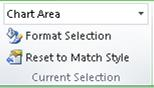 Chart Area
Format Selection
Reset to Match Style
Current Selection